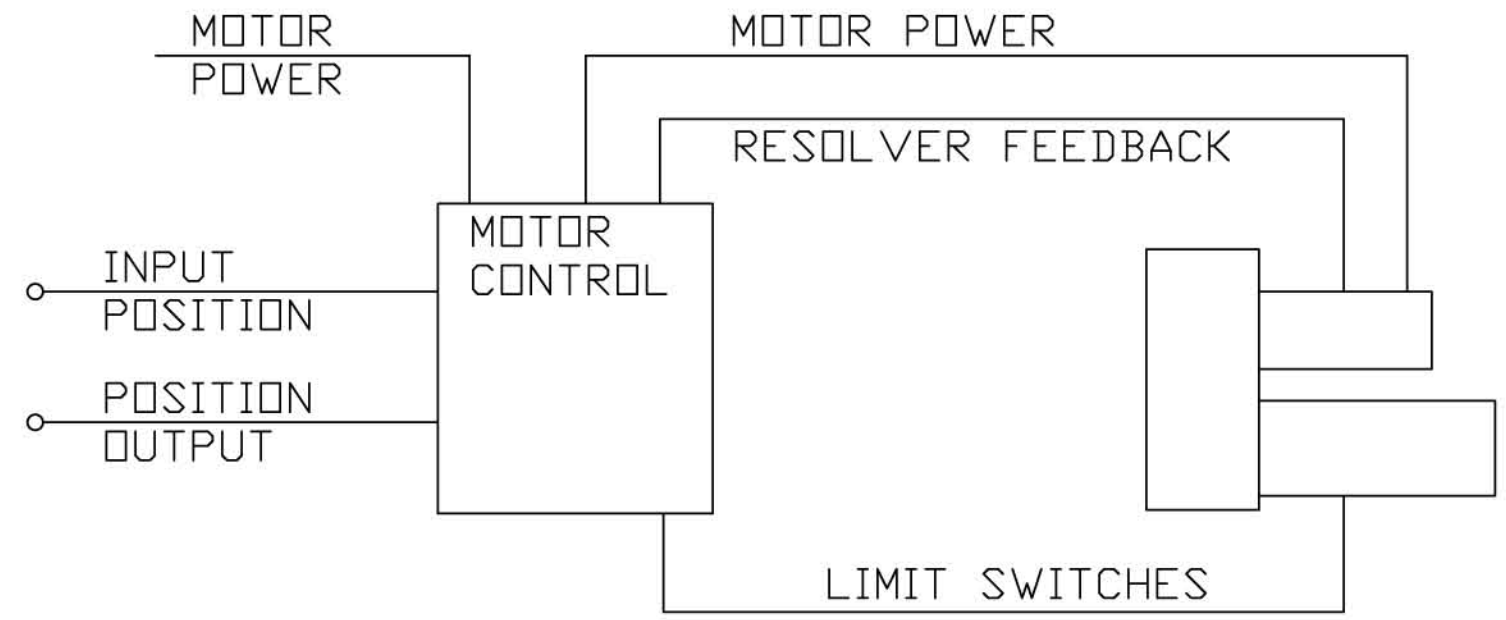 MOTOR
POWER
MOTOR POWER
RESOLVER FEEDBACK
MOTOR
CONTROL
INPUT
POSITION
POSITION
OUTPUT
LIMIT SWITCHES